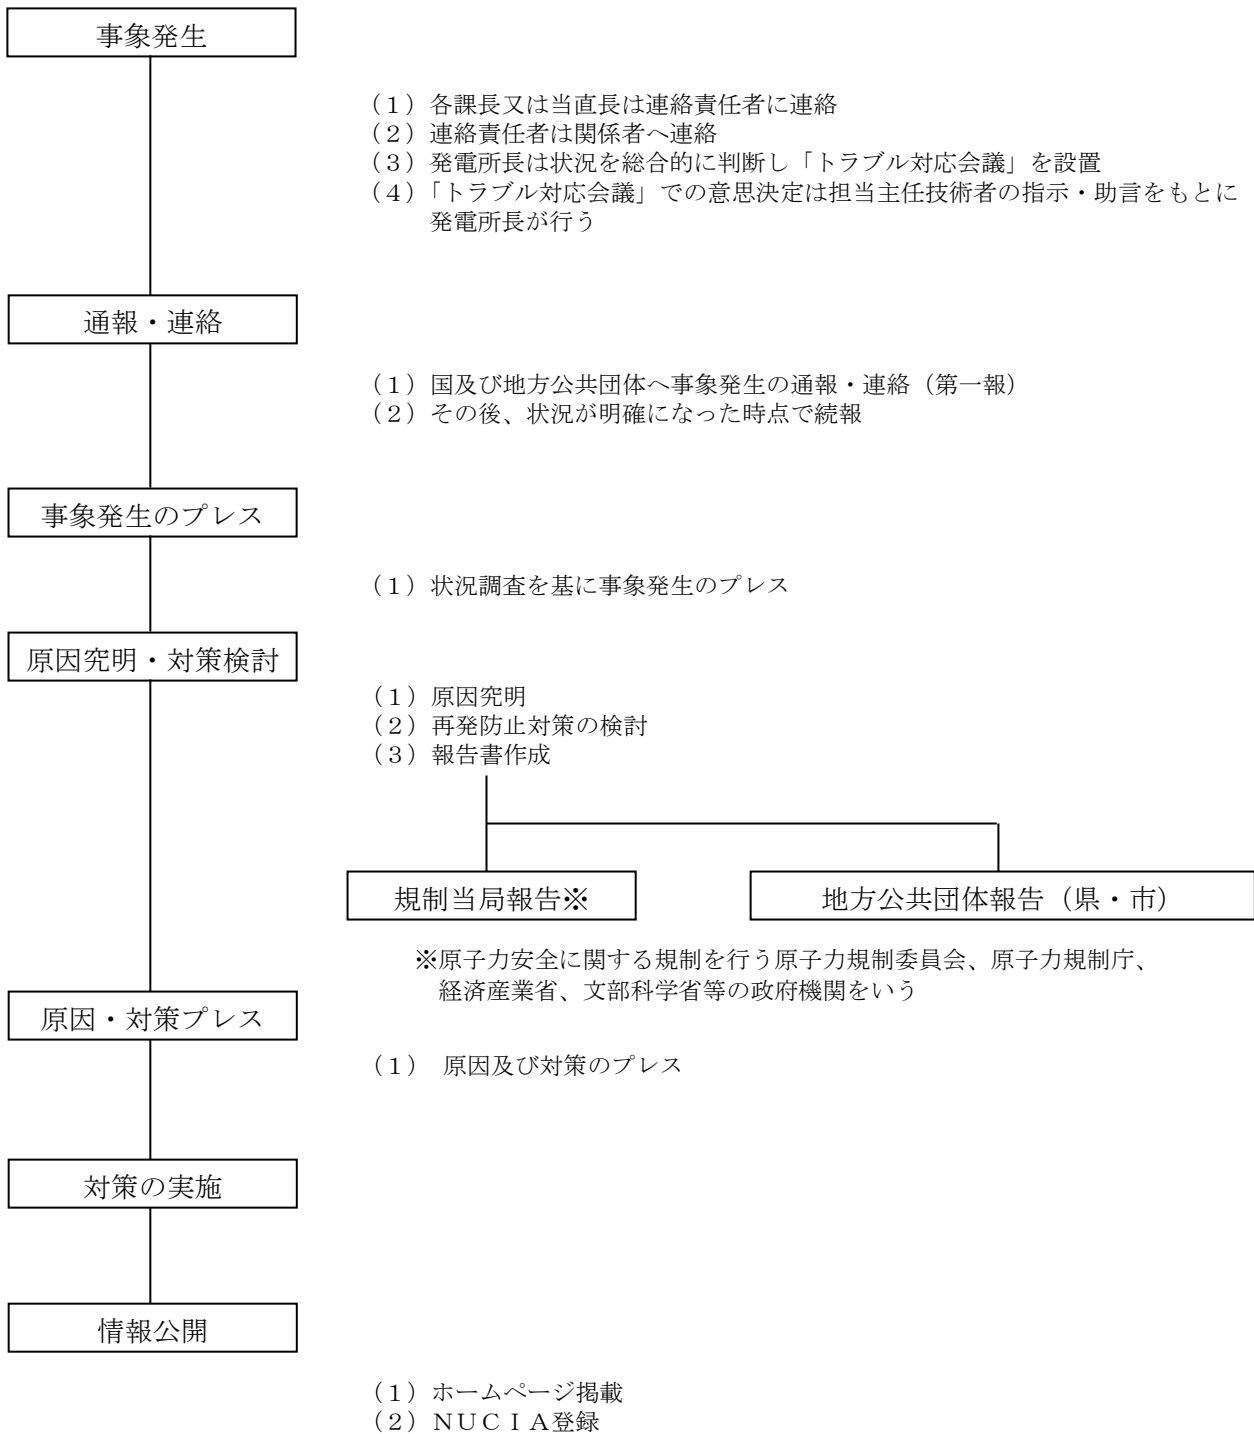 事象発生
（１）各課長又は当直長は連絡責任者に連絡
（２）連絡責任者は関係者へ連絡
（３）発電所長は状況を総合的に判断し「トラブル対応会議」を設置
（４）「トラブル対応会議」での意思決定は担当主任技術者の指示・助言をもとに
発電所長が行う
通報・連絡
（１）国及び地方公共団体へ事象発生の通報・連絡（第一報）
（２）その後、状況が明確になった時点で続報
事象発生のプレス
（１）状況調査を基に事象発生のプレス
原因究明・対策検討
（１）原因究明
（２）再発防止対策の検討
（３）報告書作成
規制当局報告※
地方公共団体報告（県・市）
※原子力安全に関する規制を行う原子力規制委員会、原子力規制庁、
経済産業省、文部科学省等の政府機関をいう
原因・対策プレス
（１） 原因及び対策のプレス
対策の実施
情報公開
（１）ホームページ掲載
（２）ＮＵＣＩＡ登録